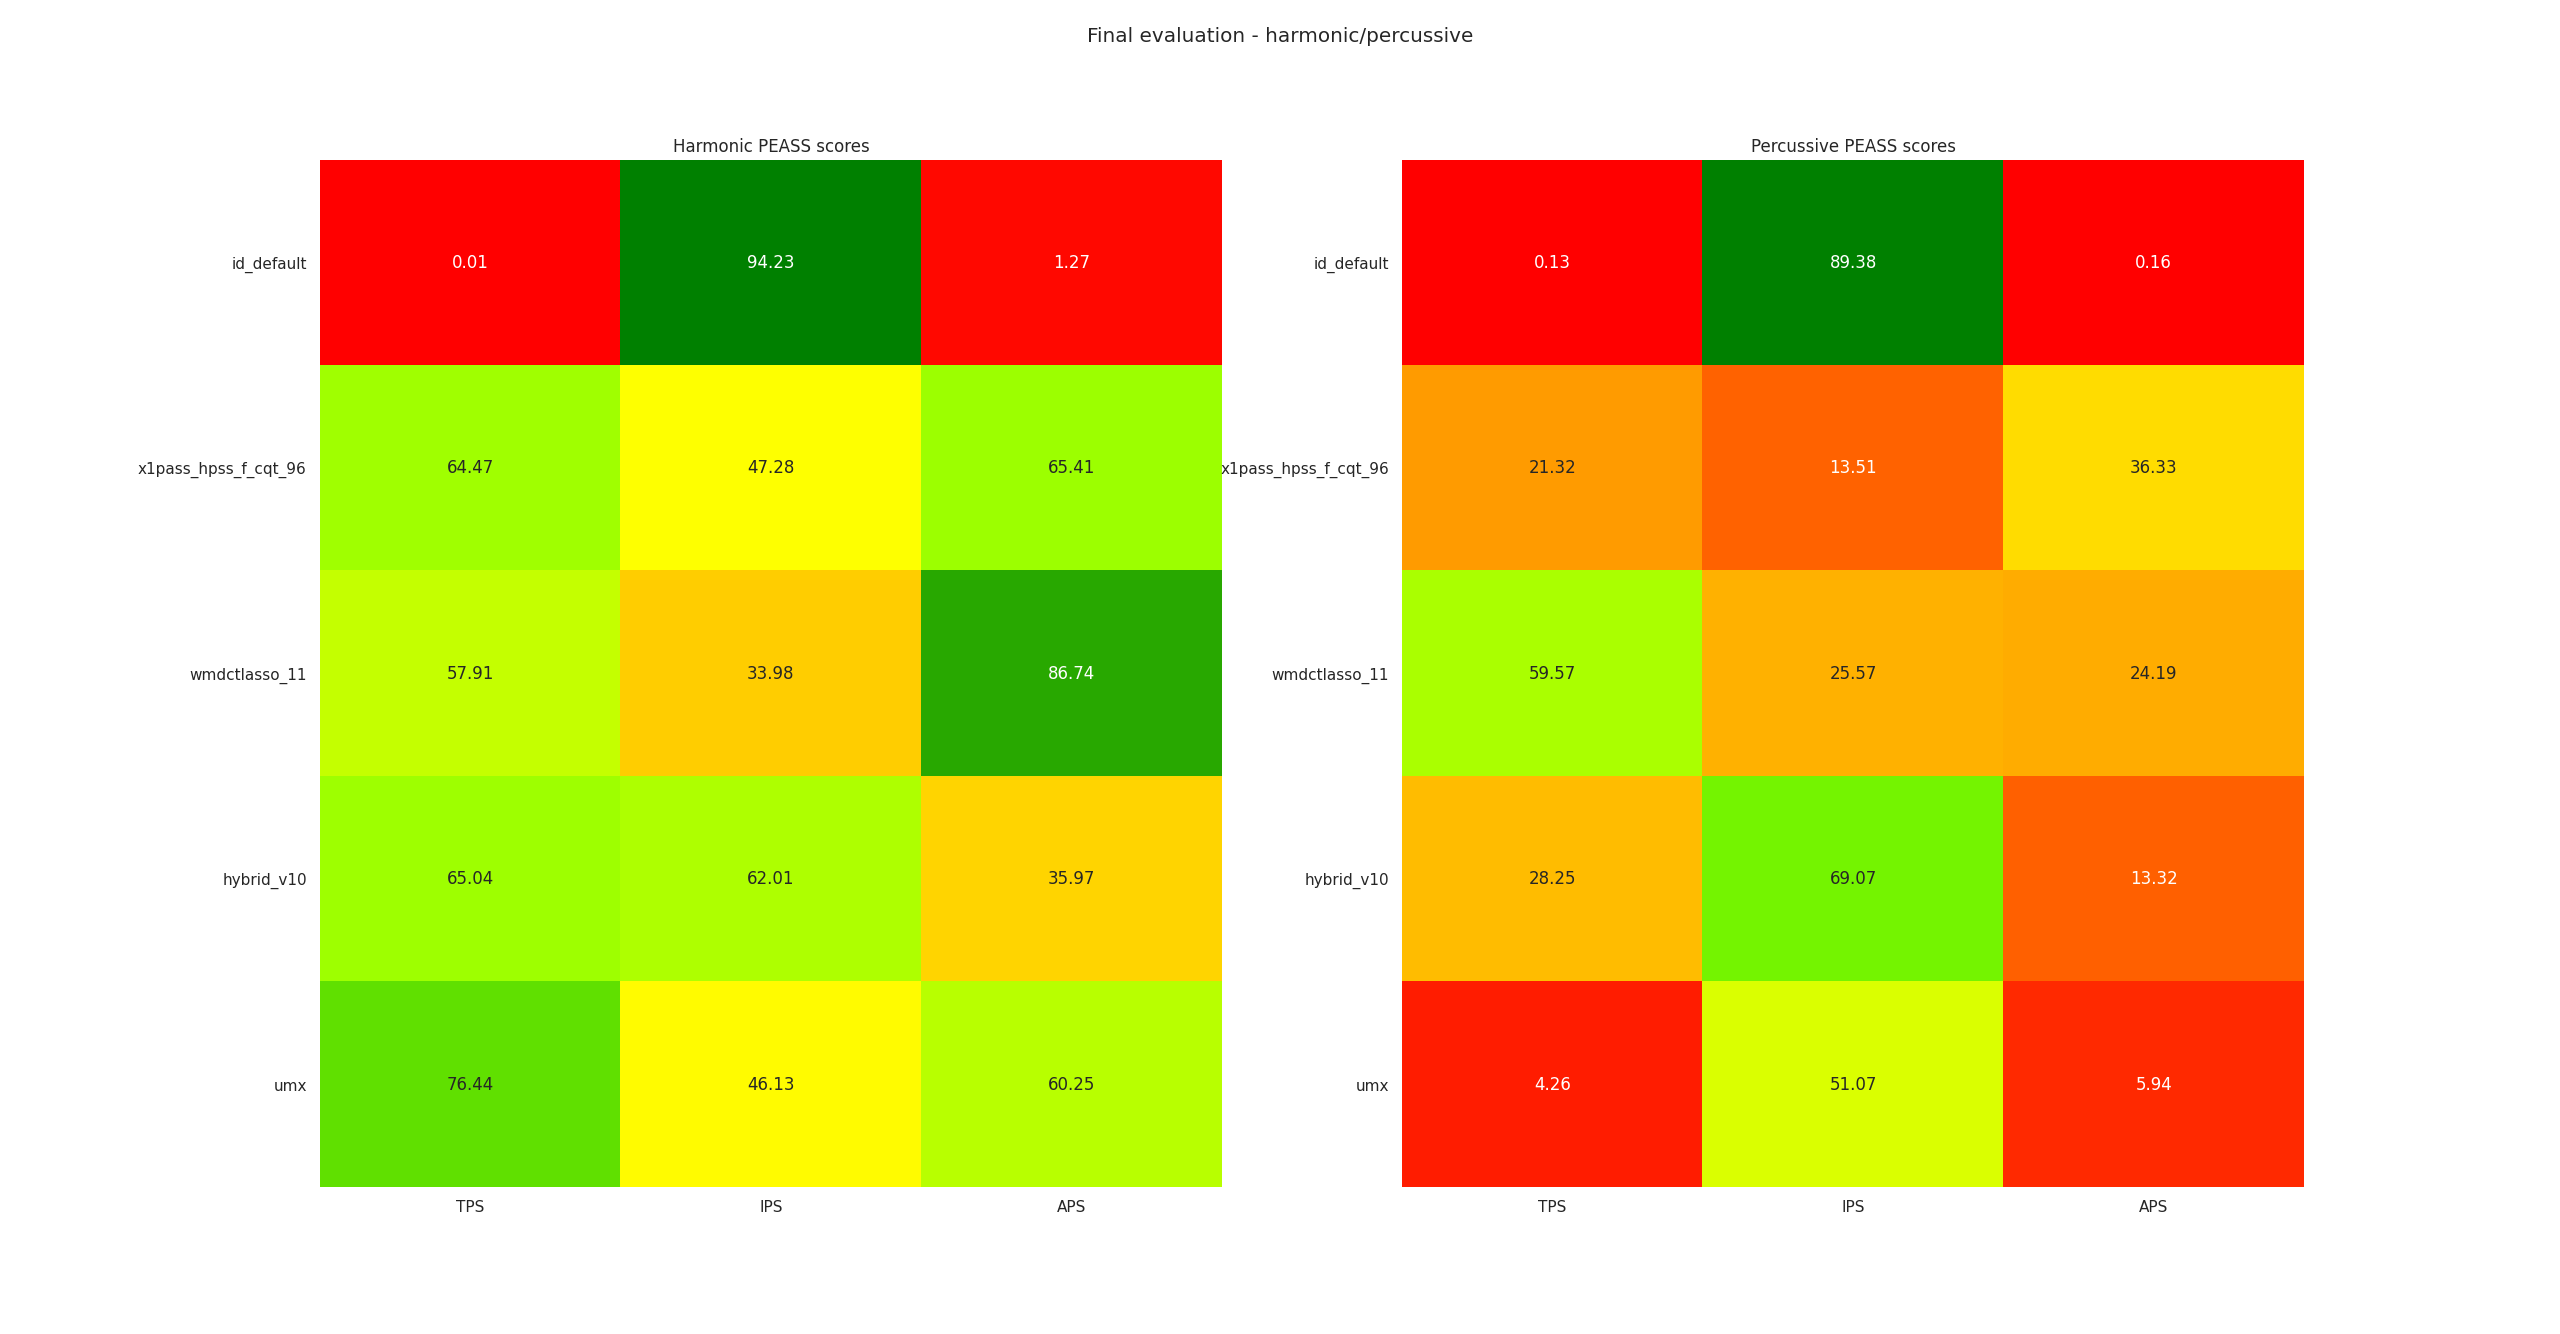 Final evaluation - harmonic/percussive
Harmonic PEASS scores
id_default 0.01 94.23 1.27
x1pass_hpss_f_cqt_96 64.47 47.28 65.41
wmdctlasso_11 57.91 33.98 86.74
hybrid_v10 65.04 62.01 35.97
umx 76.44 46.13 60.25
TPS IPS APS
Percussive PEASS scores
id_default 0.13 89.38 0.16
x1pass_hpss_f_cqt_96 21.32 13.51 36.33
wmdctlasso_11 59.57 25.57 24.19
hybrid_v10 28.25 69.07 13.32
umx 4.26 51.07 5.94
TPS IPS APS